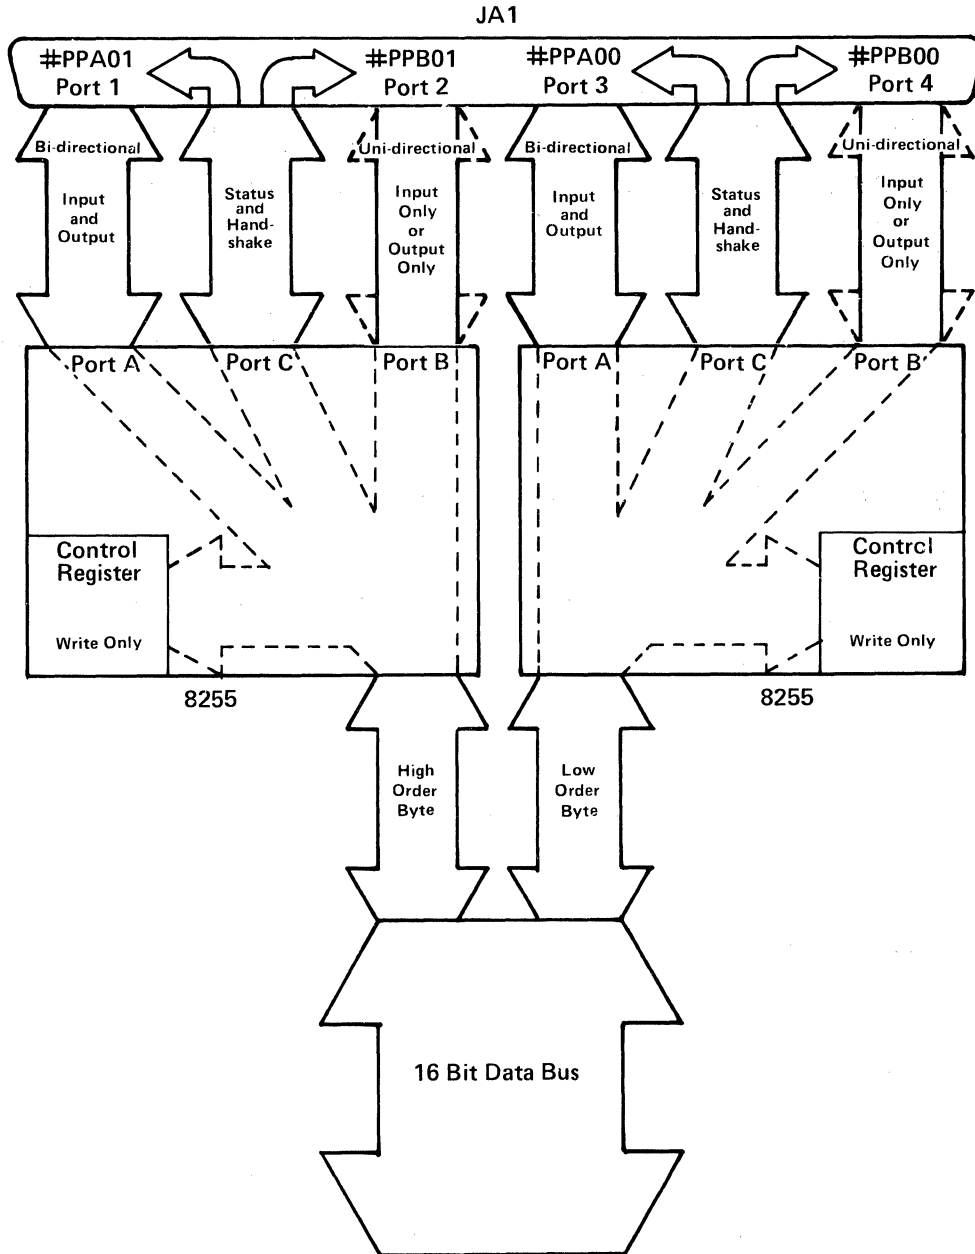 JA1
#PPA01
Port 1
#PPB01
Port 2
#PPA00
Port 3
#PPB00
Port 4
Bi-directional
Input
and
Output
Status
and
Hand-
shake
Uni-directional
Input
Only
or
Output
Only
Bi-directional
Input
and
Output
Status
and
Hand-
shake
Uni-directional
Input
Only
or
Output
Only
Port A
Port C
Port B
Port A
Port C
Port B
Control
Register
Write Only
8255
Control
Register
Write Only
8255
High
Order
Byte
Low
Order
Byte
16 Bit Data Bus